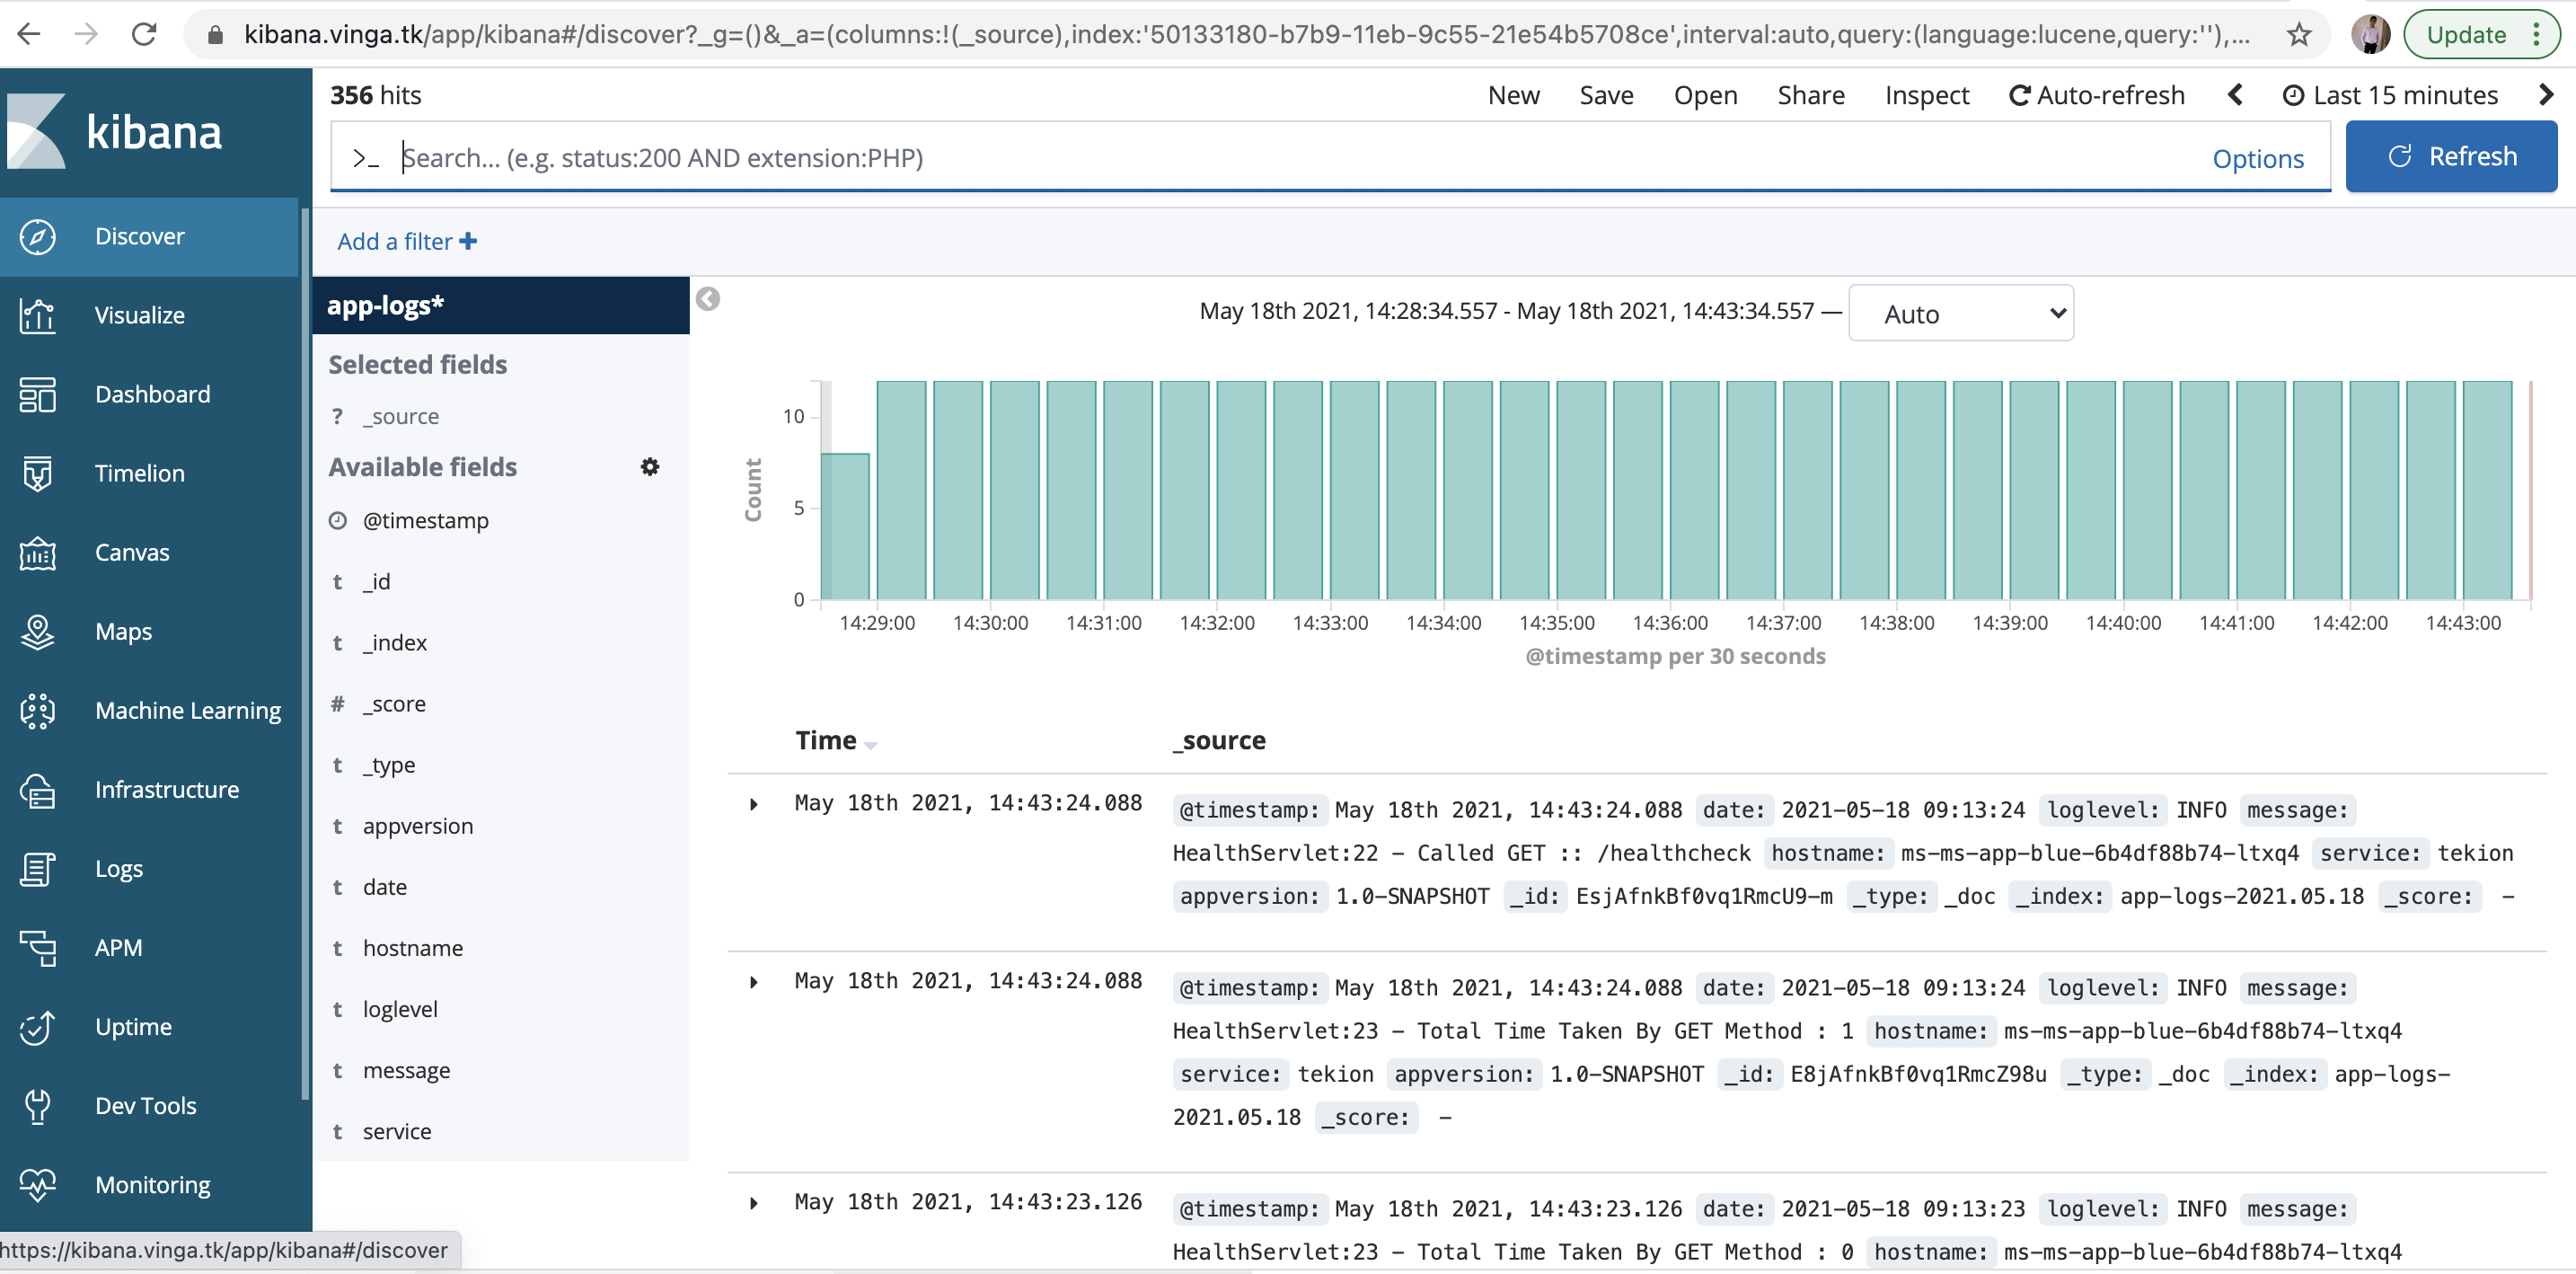 kibana.vinga.tk/app/kibana#/discover?_g=()&_a=(columns:!(_source),index:'50133180-b7b9-11eb-9c55-21e54b5708ce',interval:auto,query:(language:lucene,query:''),...
Update
kibana
356 hits
New Save Open Share Inspect Auto-refresh Last 15 minutes
>_ Search... (e.g. status:200 AND extension:PHP) Options
Refresh
Add a filter +
Discover
Visualize
Dashboard
Timelion
Canvas
Maps
Machine Learning
Infrastructure
Logs
APM
Uptime
Dev Tools
Monitoring
https://kibana.vinga.tk/app/kibana#/discover
app-logs*
Selected fields
? _source
Available fields
@timestamp
t _id
t _index
# _score
t _type
t appversion
t date
t hostname
t loglevel
t message
t service
May 18th 2021, 14:28:34.557 - May 18th 2021, 14:43:34.557 — Auto
Count
10
5
0
14:29:00 14:30:00 14:31:00 14:32:00 14:33:00 14:34:00 14:35:00 14:36:00 14:37:00 14:38:00 14:39:00 14:40:00 14:41:00 14:42:00 14:43:00
@timestamp per 30 seconds
Time _source
May 18th 2021, 14:43:24.088 @timestamp: May 18th 2021, 14:43:24.088 date: 2021-05-18 09:13:24 loglevel: INFO message:
HealthServlet:22 - Called GET :: /healthcheck hostname: ms-ms-app-blue-6b4df88b74-ltxq4 service: tekion
appversion: 1.0-SNAPSHOT _id: EsjAfnkBf0vq1RmcU9-m _type: _doc _index: app-logs-2021.05.18 _score: -
May 18th 2021, 14:43:24.088 @timestamp: May 18th 2021, 14:43:24.088 date: 2021-05-18 09:13:24 loglevel: INFO message:
HealthServlet:23 - Total Time Taken By GET Method : 1 hostname: ms-ms-app-blue-6b4df88b74-ltxq4
service: tekion appversion: 1.0-SNAPSHOT _id: E8jAfnkBf0vq1RmcZ98u _type: _doc _index: app-logs-
2021.05.18 _score: -
May 18th 2021, 14:43:23.126 @timestamp: May 18th 2021, 14:43:23.126 date: 2021-05-18 09:13:23 loglevel: INFO message:
HealthServlet:23 - Total Time Taken By GET Method : 0 hostname: ms-ms-app-blue-6b4df88b74-ltxq4